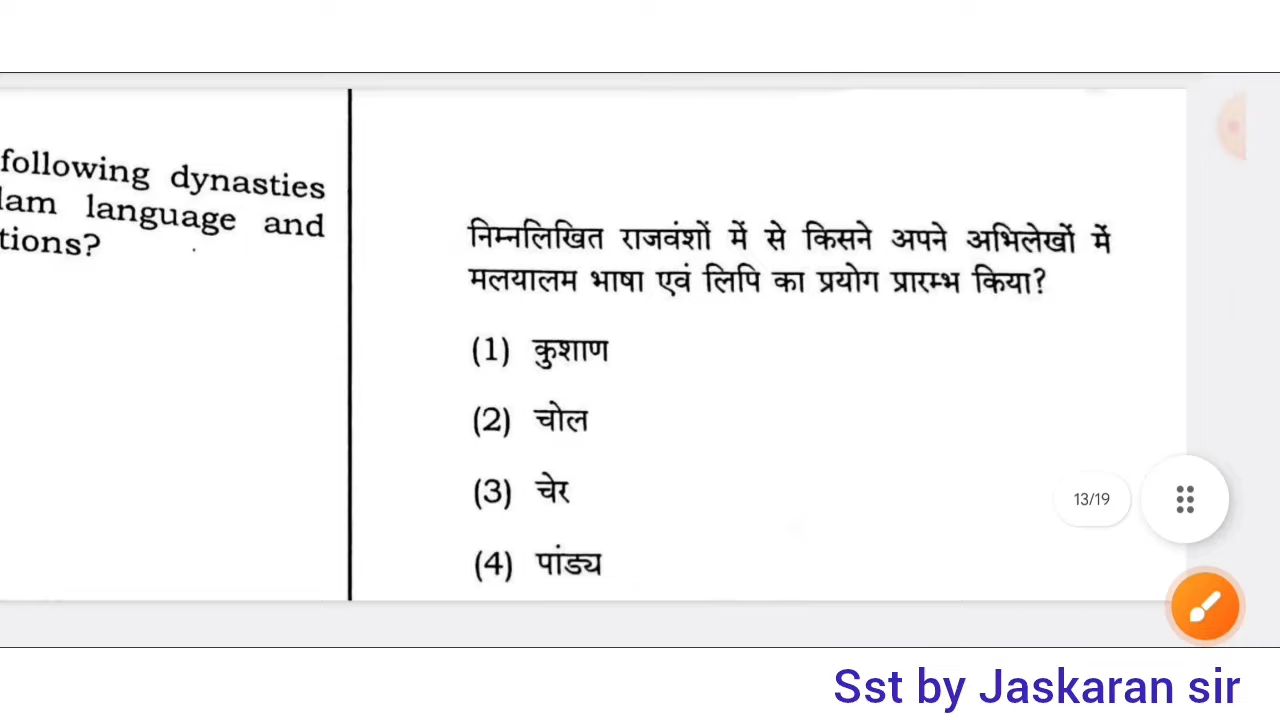 following dynasties
lam language and
tions?
निम्नलिखित राजवंशों में से किसने अपने अभिलेखों में
मलयालम भाषा एवं लिपि का प्रयोग प्रारम्भ किया?
(1) कुशाण
(2) चोल
(3) चेर
(4) पांड्य
13/19
Sst by Jaskaran sir